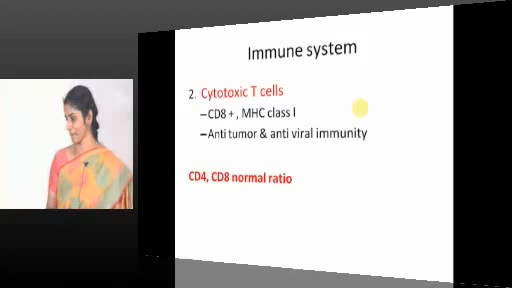 Immune system
2. Cytotoxic T cells
–CD8 + , MHC class I
–Anti tumor & anti viral immunity
CD4, CD8 normal ratio